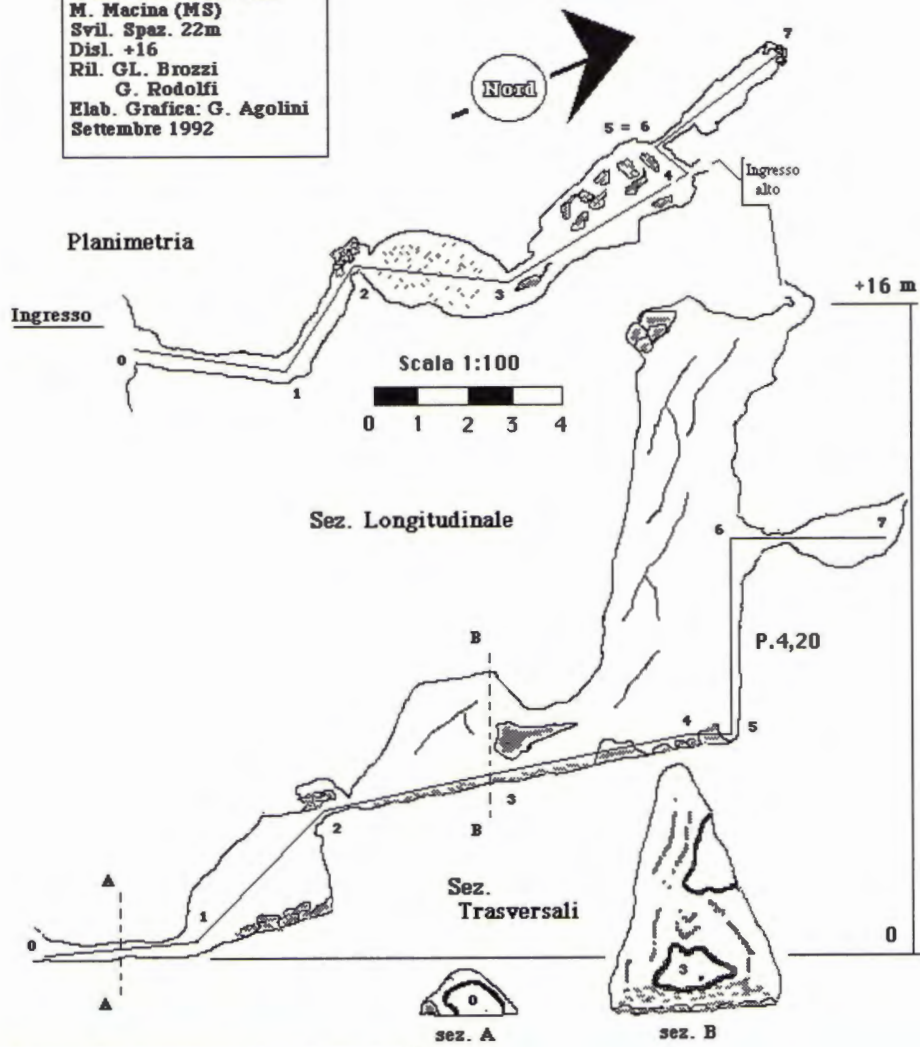 M. Macina (MS)
Svil. Spaz. 22m
Disl. +16
Ril. GL. Brozzi
G. Rodolfi
Elab. Grafica: G. Agolini
Settembre 1992
Nord
7
5 = 6
4
Ingresso
alto
Planimetria
2
3
+16 m
Ingresso
0
1
Scala 1:100
0 1 2 3 4
Sez. Longitudinale
6
7
B
P.4,20
4
5
3
2
B
A
Sez.
Trasversali
1
0
0
3
A
0
sez. A
sez. B